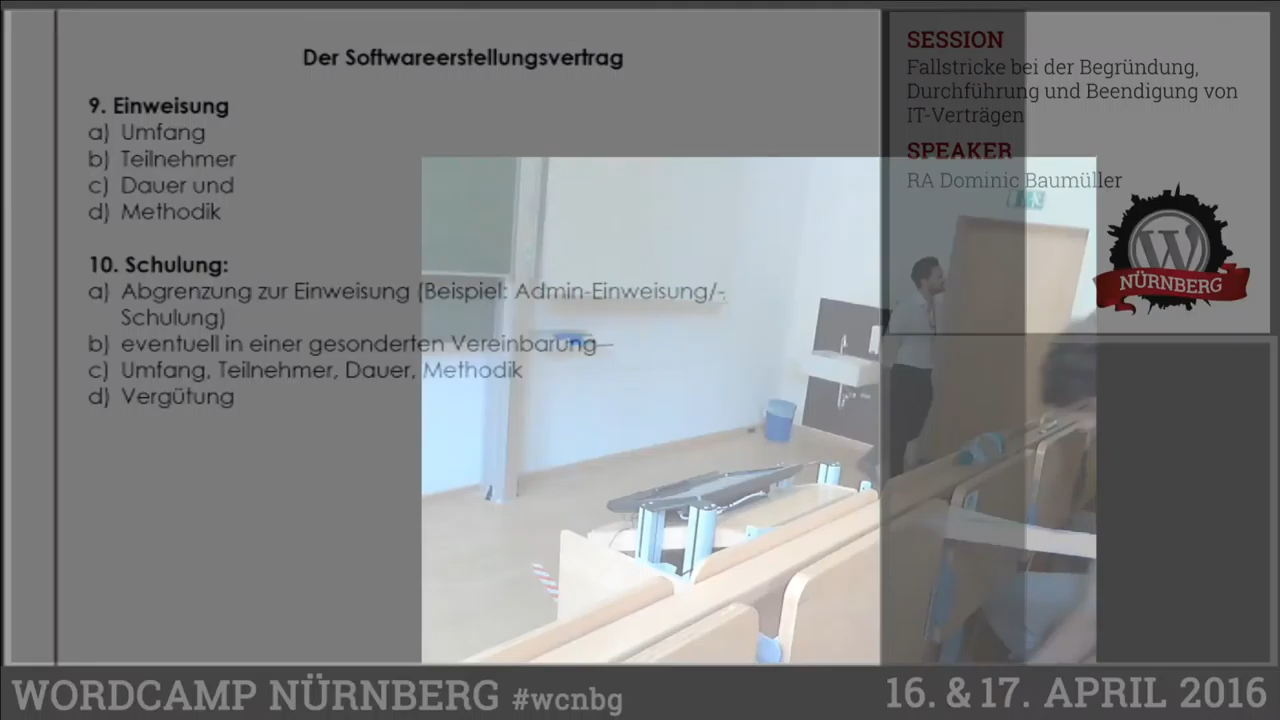 Der Softwareerstellungsvertrag
9. Einweisung
a) Umfang
b) Teilnehmer
c) Dauer und
d) Methodik
10. Schulung:
a) Abgrenzung zur Einweisung (Beispiel: Admin-Einweisung/-
Schulung)
b) eventuell in einer gesonderten Vereinbarung
c) Umfang, Teilnehmer, Dauer, Methodik
d) Vergütung
SESSION
Fallstricke bei der Begründung,
Durchführung und Beendigung von
IT-Verträgen
SPEAKER
RA Dominic Baumüller
W
NÜRNBERG
WORDCAMP NÜRNBERG #wcnbg
16. & 17. APRIL 2016